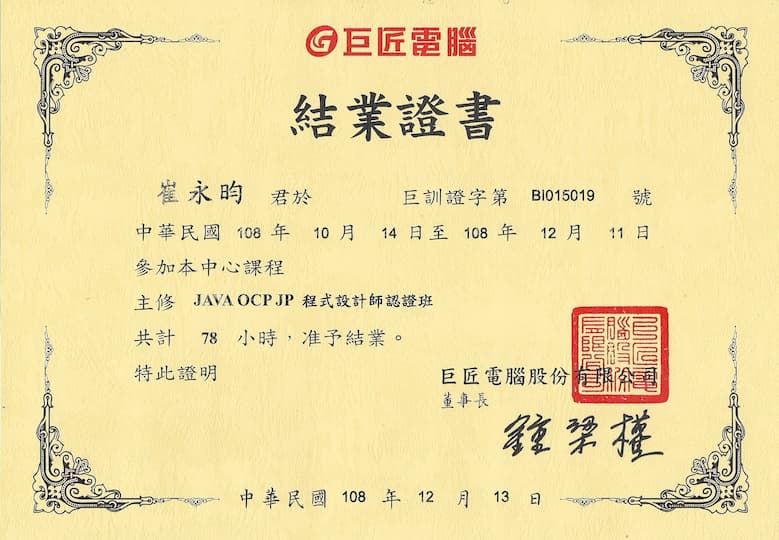 巨匠電腦
結業證書
崔永昀 君於 巨訓證字第 BI015019 號
中華民國 108 年 10 月 14 日至 108 年 12 月 11 日
參加本中心課程
主修 JAVA OCP JP 程式設計師認證班
共計 78 小時，准予結業。
特此證明
巨匠電腦股份有限公司
董事長
中華民國 108 年 12 月 13 日